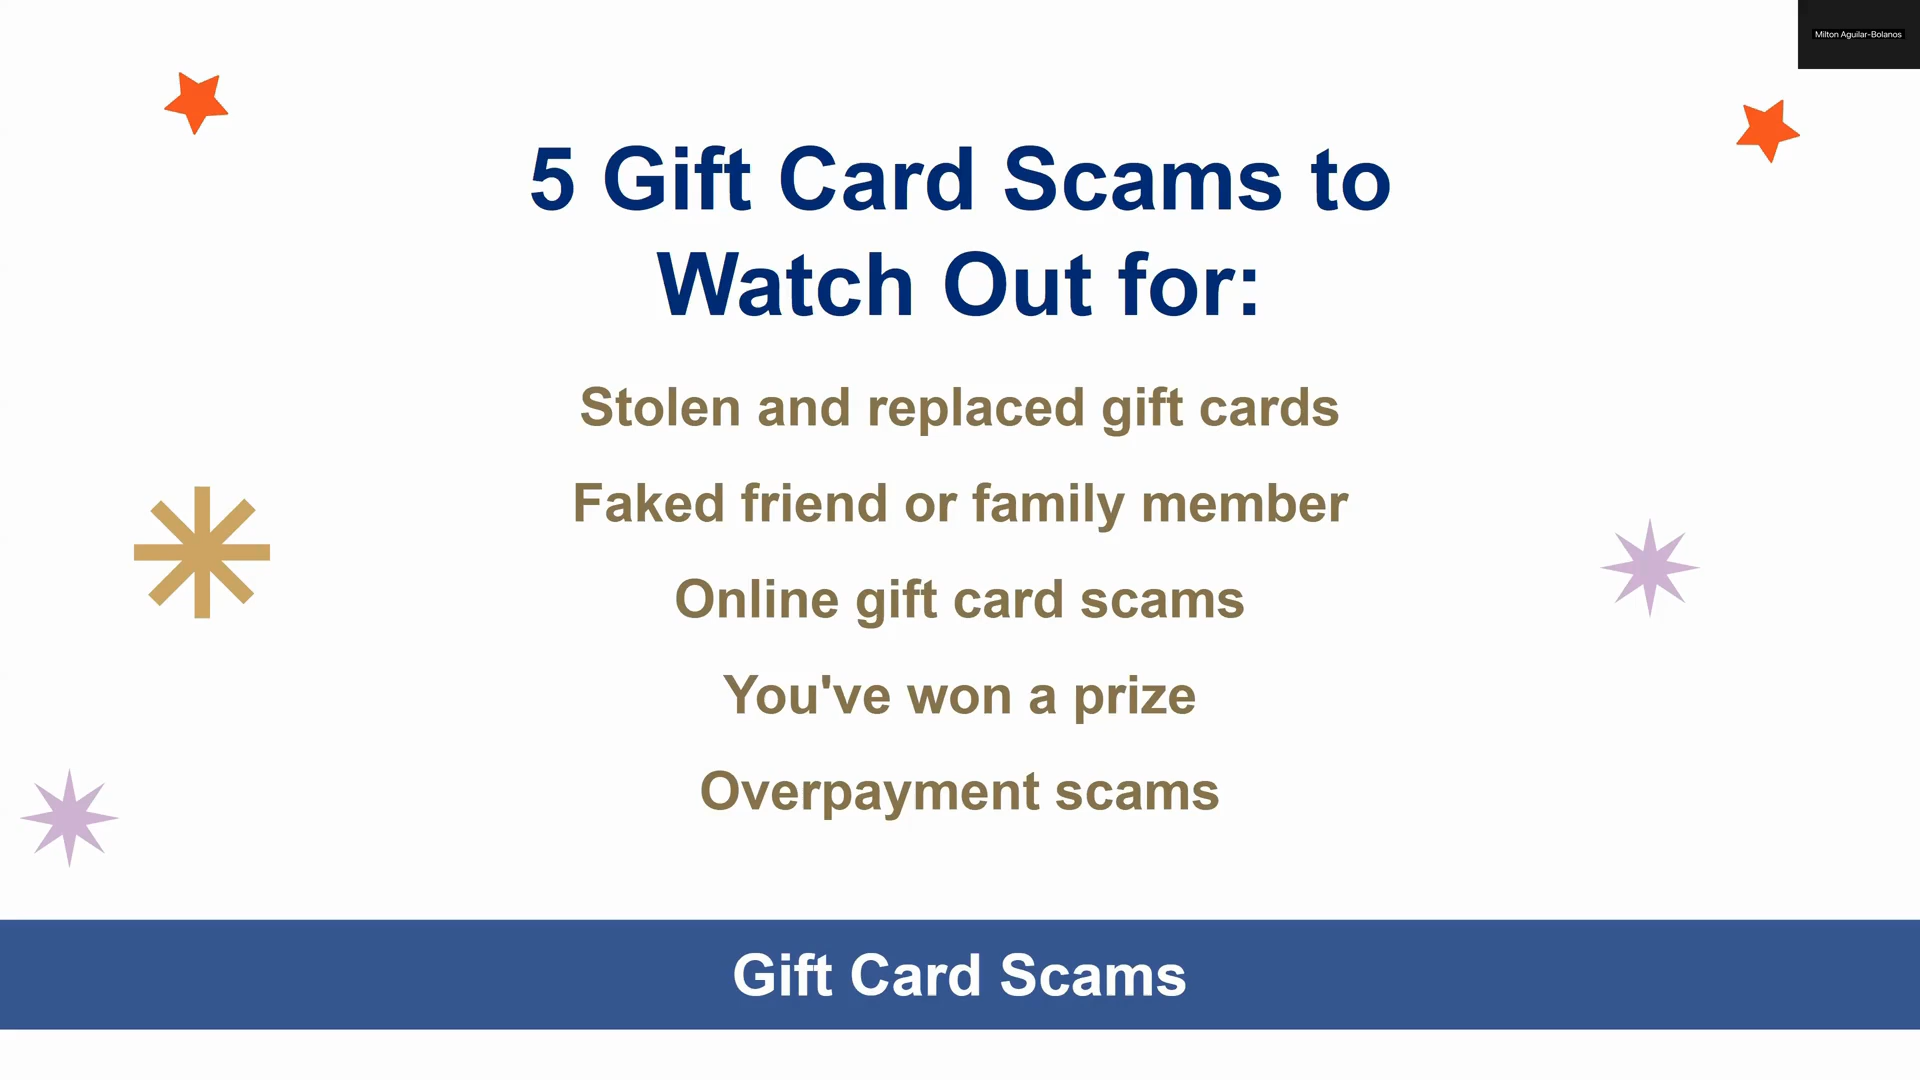 Milton Aguilar-Bolanos
5 Gift Card Scams to
Watch Out for:
Stolen and replaced gift cards
Faked friend or family member
Online gift card scams
You've won a prize
Overpayment scams
Gift Card Scams